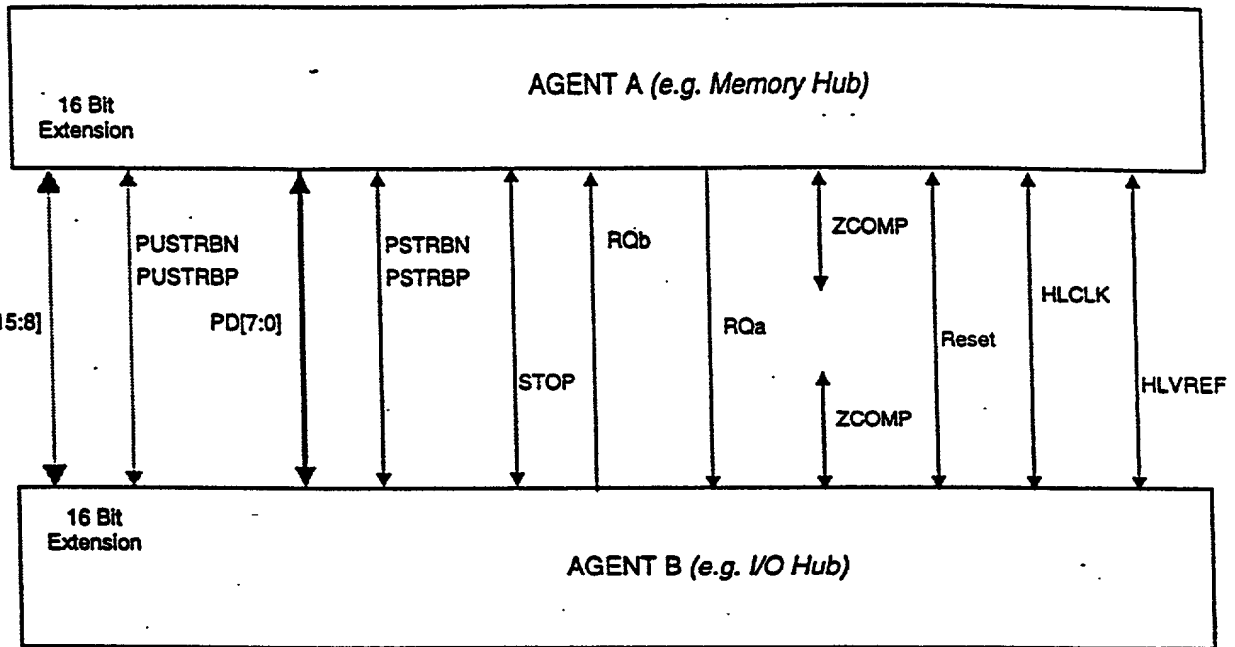 AGENT A (e.g. Memory Hub)
16 Bit
Extension
PUSTRBN
PUSTRBP
PSTRBN
PSTRBP
RQb
ZCOMP
HLCLK
15:8]
PD[7:0]
RQa
Reset
STOP
HLVREF
ZCOMP
16 Bit
Extension
AGENT B (e.g. I/O Hub)